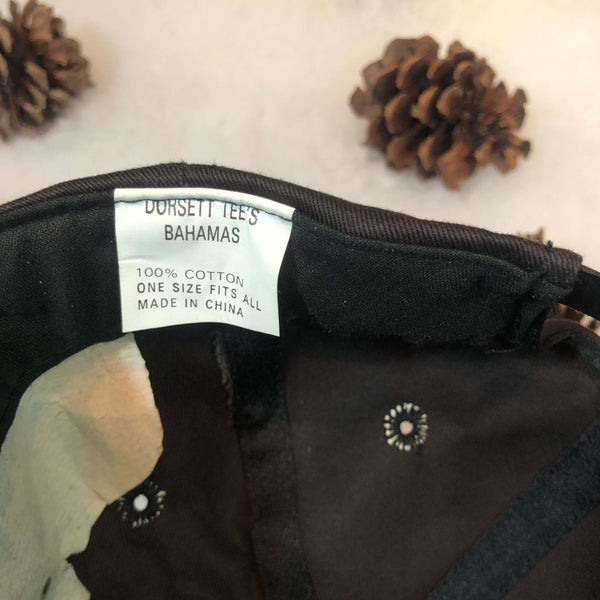 DORSETT TEE'S
BAHAMAS
100% COTTON
ONE SIZE FITS ALL
MADE IN CHINA